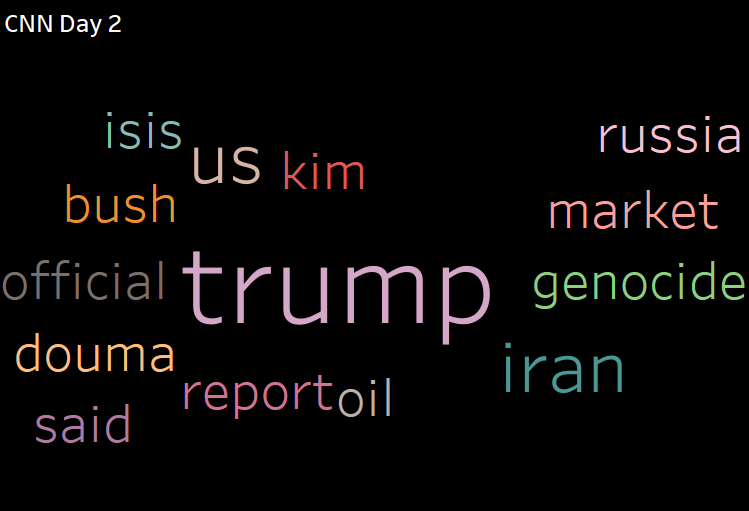 CNN Day 2
isis
us
kim
russia
bush
market
official
trump
genocide
douma
report
oil
iran
said